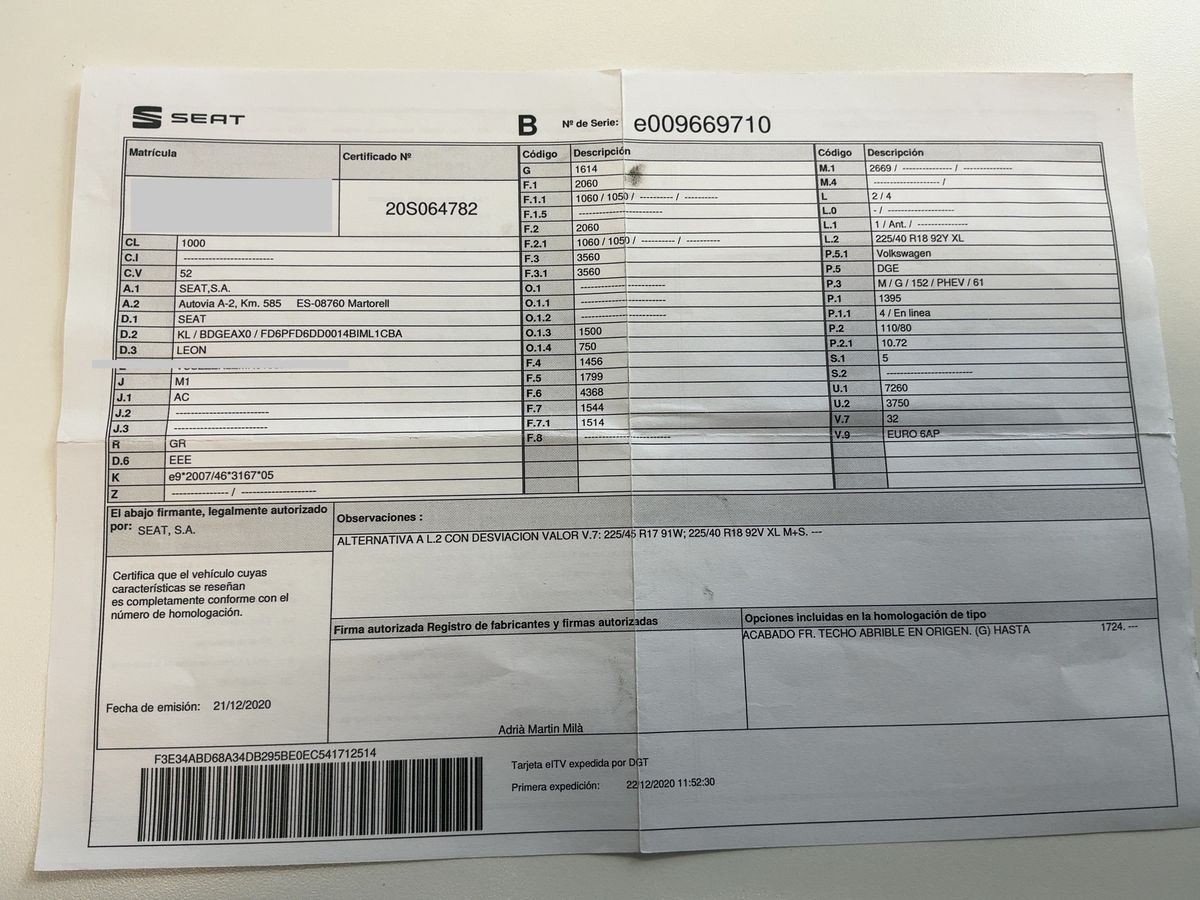 SEAT
B Nº de Serie: e009669710
Matrícula
Certificado Nº
20S064782
CL 1000
C.I ------------------------
C.V 52
A.1 SEAT,S.A.
A.2 Autovia A-2, Km. 585 ES-08760 Martorell
D.1 SEAT
D.2 KL / BDGEAX0 / FD6PFD6DD0014BIML1CBA
D.3 LEON
J M1
J.1 AC
J.2 ------------------------
J.3 ------------------------
R GR
D.6 EEE
K e9*2007/46*3167*05
Z --------------- / --------------------
Código Descripción
G 1614
F.1 2060
F.1.1 1060 / 1050 / --------- / ---------
F.1.5 ----------------------
F.2 2060
F.2.1 1060 / 1050 / --------- / ---------
F.3 3560
F.3.1 3560
O.1 ----------------------
O.1.1 ----------------------
O.1.2 ----------------------
O.1.3 1500
O.1.4 750
F.4 1456
F.5 1799
F.6 4368
F.7 1544
F.7.1 1514
F.8 ----------------------
Código Descripción
M.1 2669 / ------------- / -------------
M.4 ------------------ /
L 2 / 4
L.0 - / ------------------
L.1 1 / Ant. / -------------
L.2 225/40 R18 92Y XL
P.5.1 Volkswagen
P.5 DGE
P.3 M / G / 152 / PHEV / 61
P.1 1395
P.1.1 4 / En linea
P.2 110/80
P.2.1 10.72
S.1 5
S.2 -----------------------
U.1 7260
U.2 3750
V.7 32
V.9 EURO 6AP
El abajo firmante, legalmente autorizado
por: SEAT, S.A.
Certifica que el vehículo cuyas
características se reseñan
es completamente conforme con el
número de homologación.
Fecha de emisión: 21/12/2020
Observaciones :
ALTERNATIVA A L.2 CON DESVIACION VALOR V.7: 225/45 R17 91W; 225/40 R18 92V XL M+S. ---
Firma autorizada Registro de fabricantes y firmas autorizadas
Adrià Martin Milà
Opciones incluidas en la homologación de tipo
ACABADO FR. TECHO ABRIBLE EN ORIGEN. (G) HASTA 1724. ---
F3E34ABD68A34DB295BE0EC541712514
Tarjeta eITV expedida por DGT
Primera expedición: 22/12/2020 11:52:30